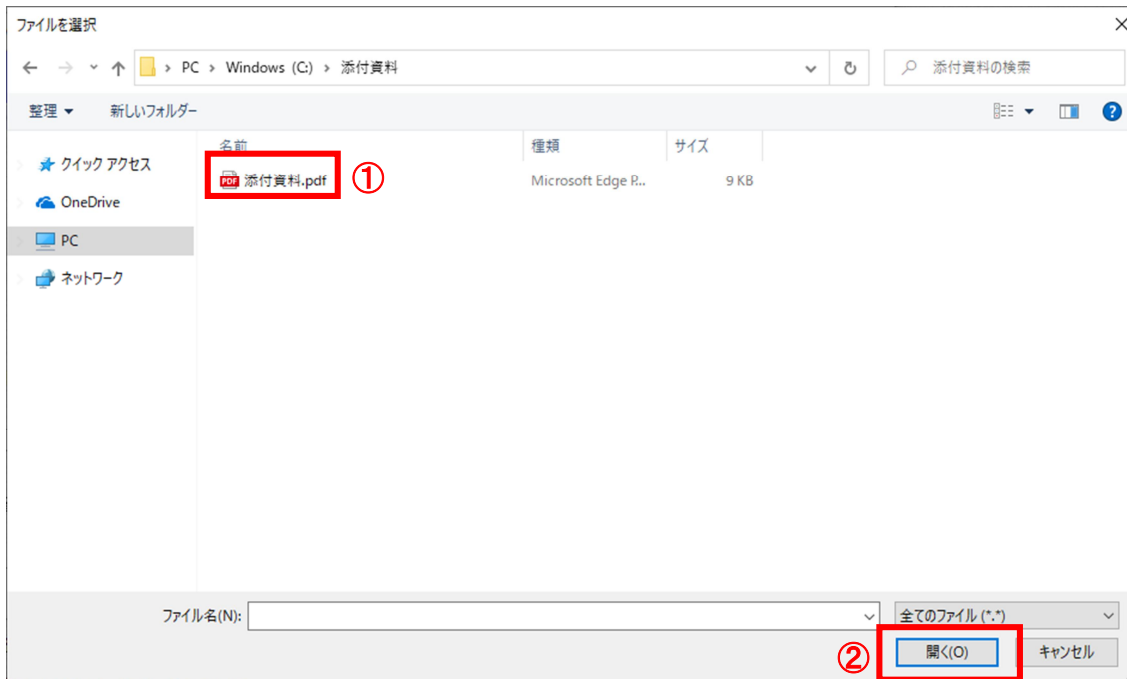 ファイルを選択
PC › Windows (C:) › 添付資料
添付資料の検索
整理 新しいフォルダー
名前 種類 サイズ
クイック アクセス
PDF 添付資料.pdf ① Microsoft Edge P... 9 KB
OneDrive
PC
ネットワーク
ファイル名(N): 全てのファイル (*.*)
② 開く(O) キャンセル